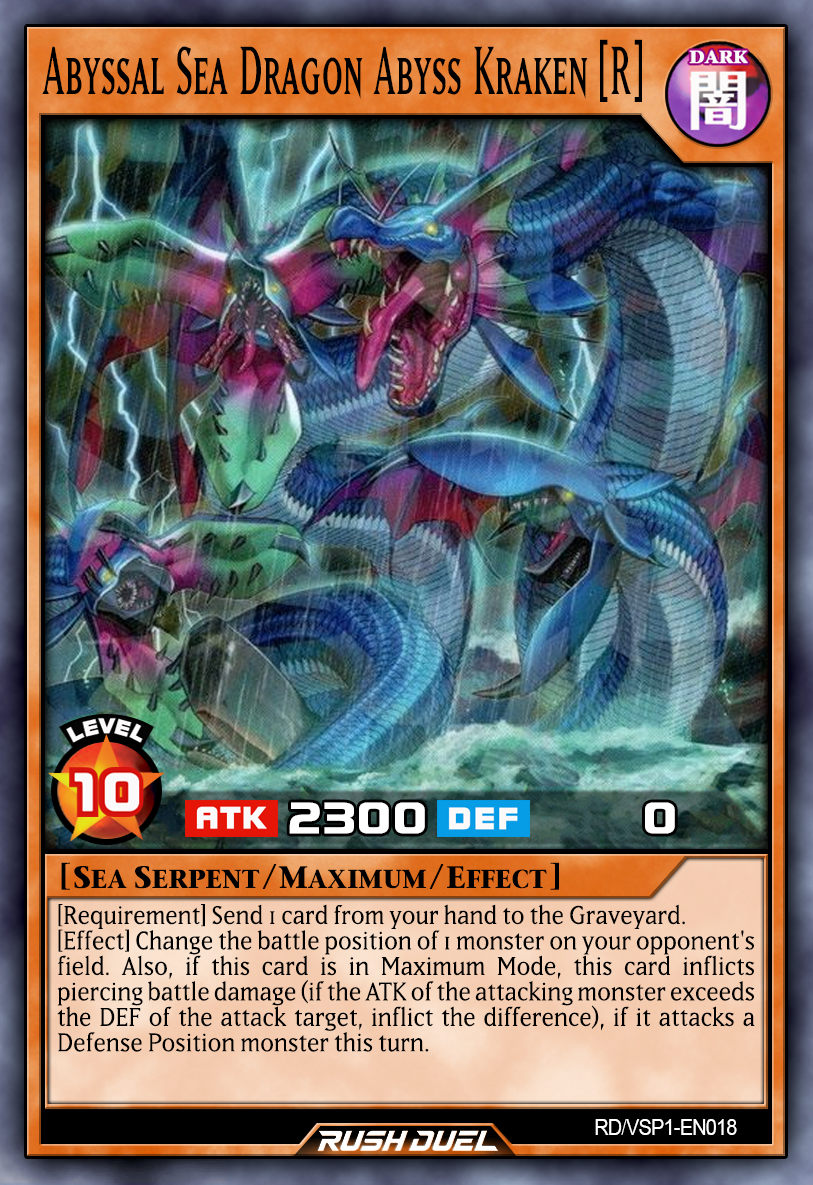 Abyssal Sea Dragon Abyss Kraken [R]
DARK
闇
LEVEL
10
ATK 2300 DEF 0
[Sea Serpent/Maximum/Effect]
[Requirement] Send 1 card from your hand to the Graveyard.
[Effect] Change the battle position of 1 monster on your opponent's
field. Also, if this card is in Maximum Mode, this card inflicts
piercing battle damage (if the ATK of the attacking monster exceeds
the DEF of the attack target, inflict the difference), if it attacks a
Defense Position monster this turn.
RD/VSP1-EN018
RUSH DUEL